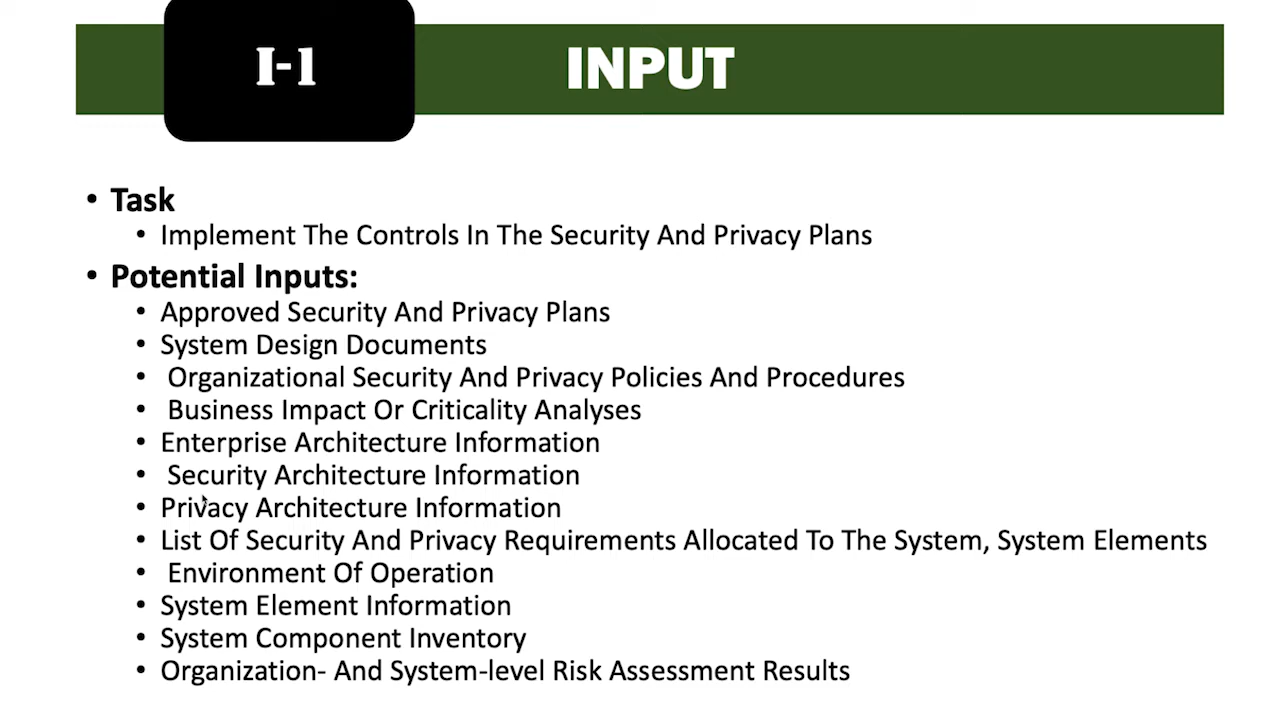 I-1
INPUT
• Task
• Implement The Controls In The Security And Privacy Plans
• Potential Inputs:
• Approved Security And Privacy Plans
• System Design Documents
• Organizational Security And Privacy Policies And Procedures
• Business Impact Or Criticality Analyses
• Enterprise Architecture Information
• Security Architecture Information
• Privacy Architecture Information
• List Of Security And Privacy Requirements Allocated To The System, System Elements
• Environment Of Operation
• System Element Information
• System Component Inventory
• Organization- And System-level Risk Assessment Results